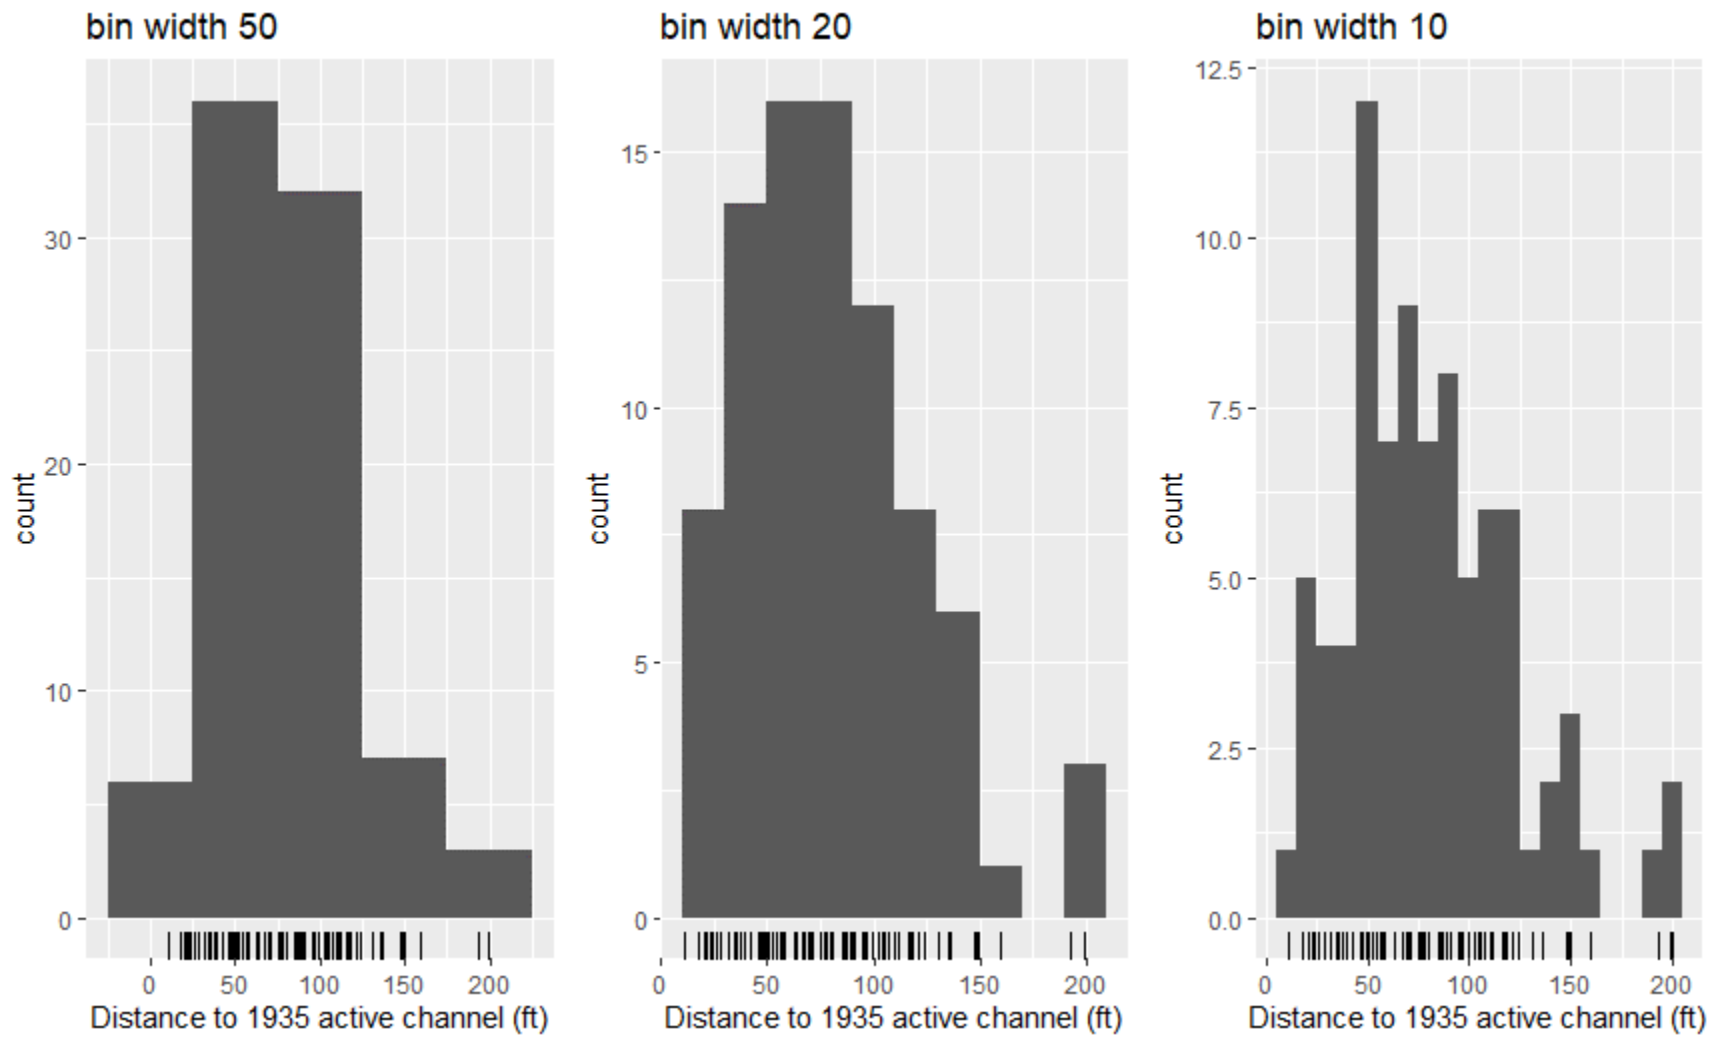 bin width 50
30
20
10
0
count
0 50 100 150 200
Distance to 1935 active channel (ft)
bin width 20
15
10
5
0
count
0 50 100 150 200
Distance to 1935 active channel (ft)
bin width 10
12.5
10.0
7.5
5.0
2.5
0.0
count
0 50 100 150 200
Distance to 1935 active channel (ft)